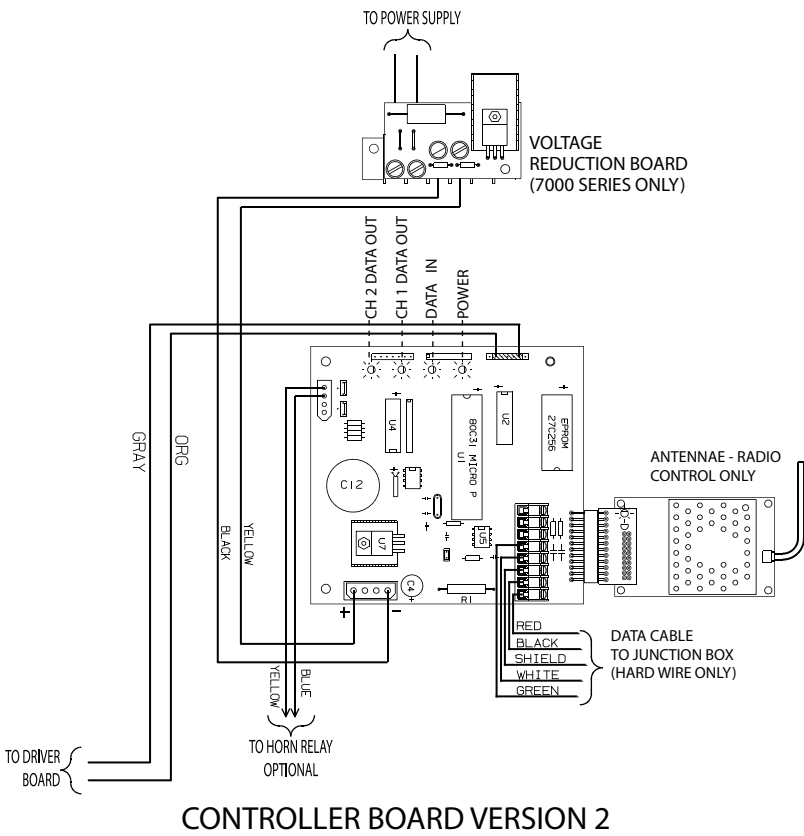 TO POWER SUPPLY
VOLTAGE
REDUCTION BOARD
(7000 SERIES ONLY)
CH 2 DATA OUT
CH 1 DATA OUT
DATA IN
POWER
GRAY
ORG
BLACK
YELLOW
U4
80C31 MICRO P
U1
U2
EPROM
27C256
C12
U7
U5
C4
+
R1
+
-
ANTENNAE - RADIO
CONTROL ONLY
D-D
RED
BLACK
SHIELD
WHITE
GREEN
DATA CABLE
TO JUNCTION BOX
(HARD WIRE ONLY)
YELLOW
BLUE
TO HORN RELAY
OPTIONAL
TO DRIVER
BOARD
CONTROLLER BOARD VERSION 2